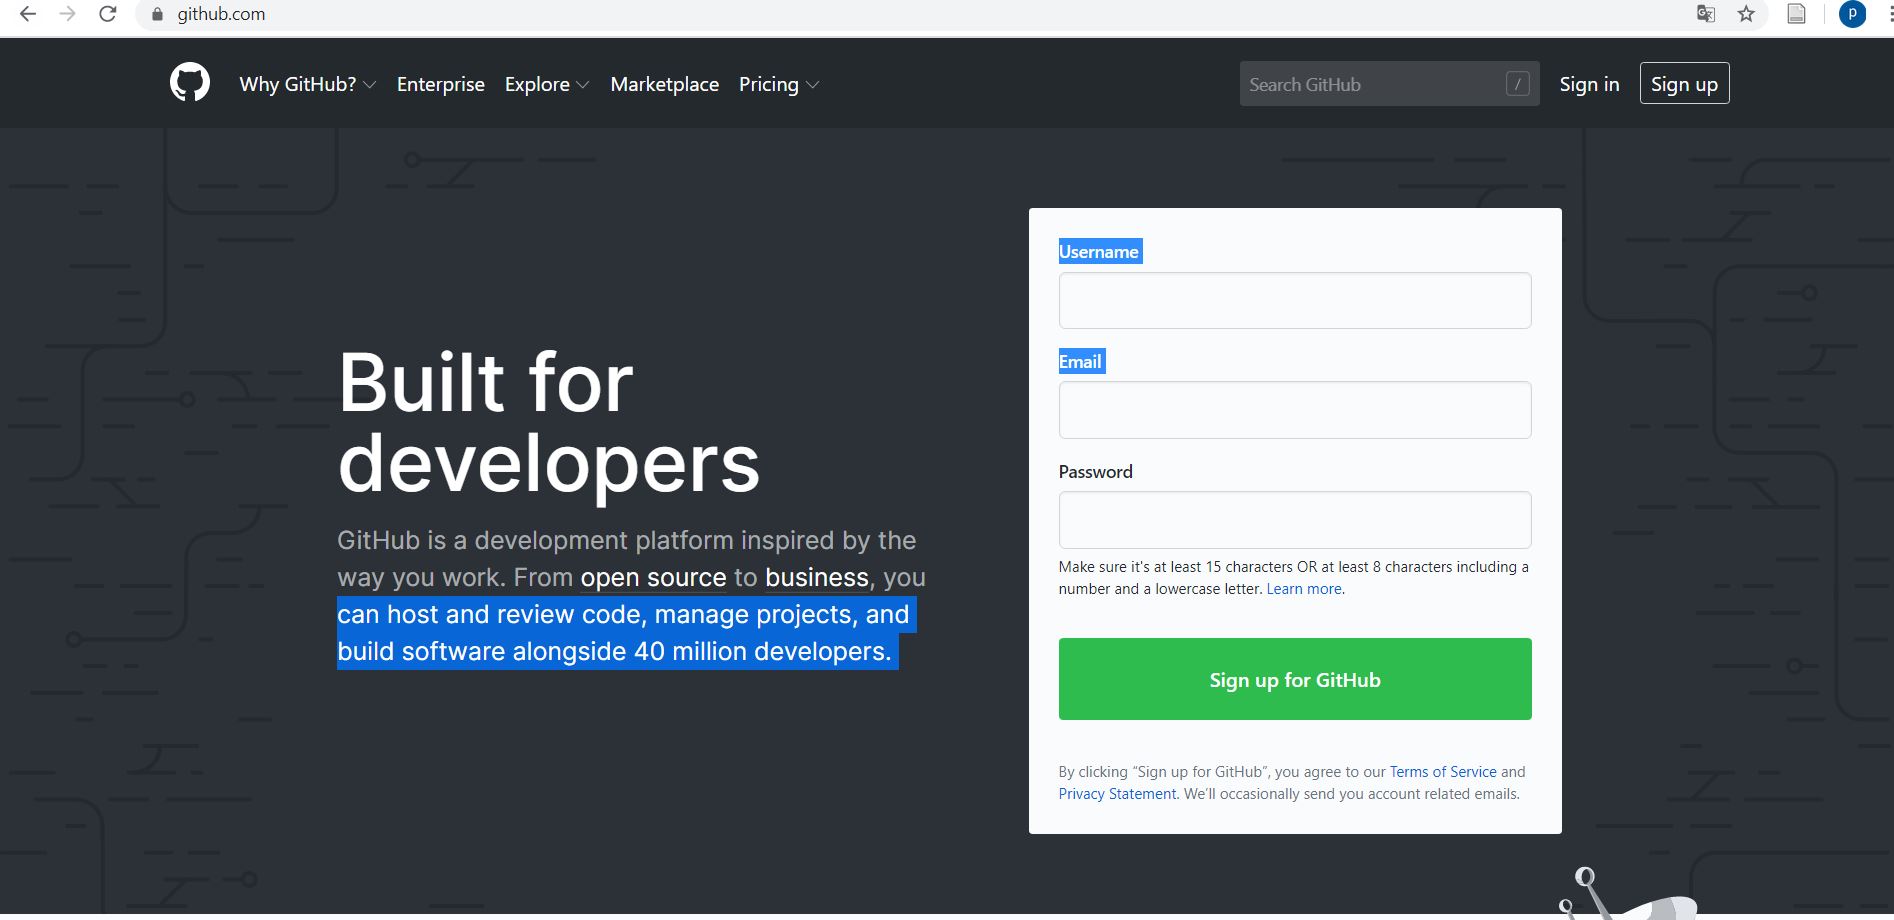 github.com
P
Why GitHub? Enterprise Explore Marketplace Pricing
Search GitHub /
Sign in
Sign up
Built for
developers
GitHub is a development platform inspired by the
way you work. From open source to business, you
can host and review code, manage projects, and
build software alongside 40 million developers.
Username
Email
Password
Make sure it's at least 15 characters OR at least 8 characters including a
number and a lowercase letter. Learn more.
Sign up for GitHub
By clicking “Sign up for GitHub”, you agree to our Terms of Service and
Privacy Statement. We’ll occasionally send you account related emails.